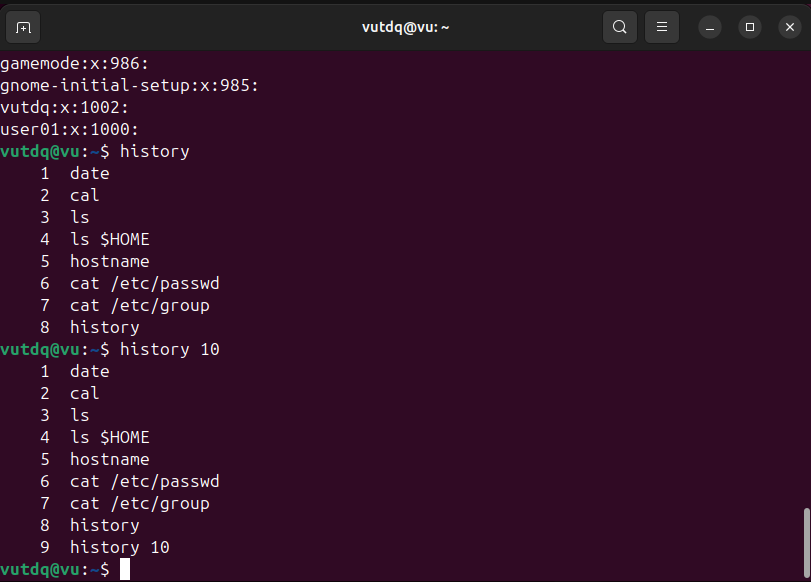 vutdq@vu: ~
gamemode:x:986:
gnome-initial-setup:x:985:
vutdq:x:1002:
user01:x:1000:
vutdq@vu:~$ history
    1  date
    2  cal
    3  ls
    4  ls $HOME
    5  hostname
    6  cat /etc/passwd
    7  cat /etc/group
    8  history
vutdq@vu:~$ history 10
    1  date
    2  cal
    3  ls
    4  ls $HOME
    5  hostname
    6  cat /etc/passwd
    7  cat /etc/group
    8  history
    9  history 10
vutdq@vu:~$